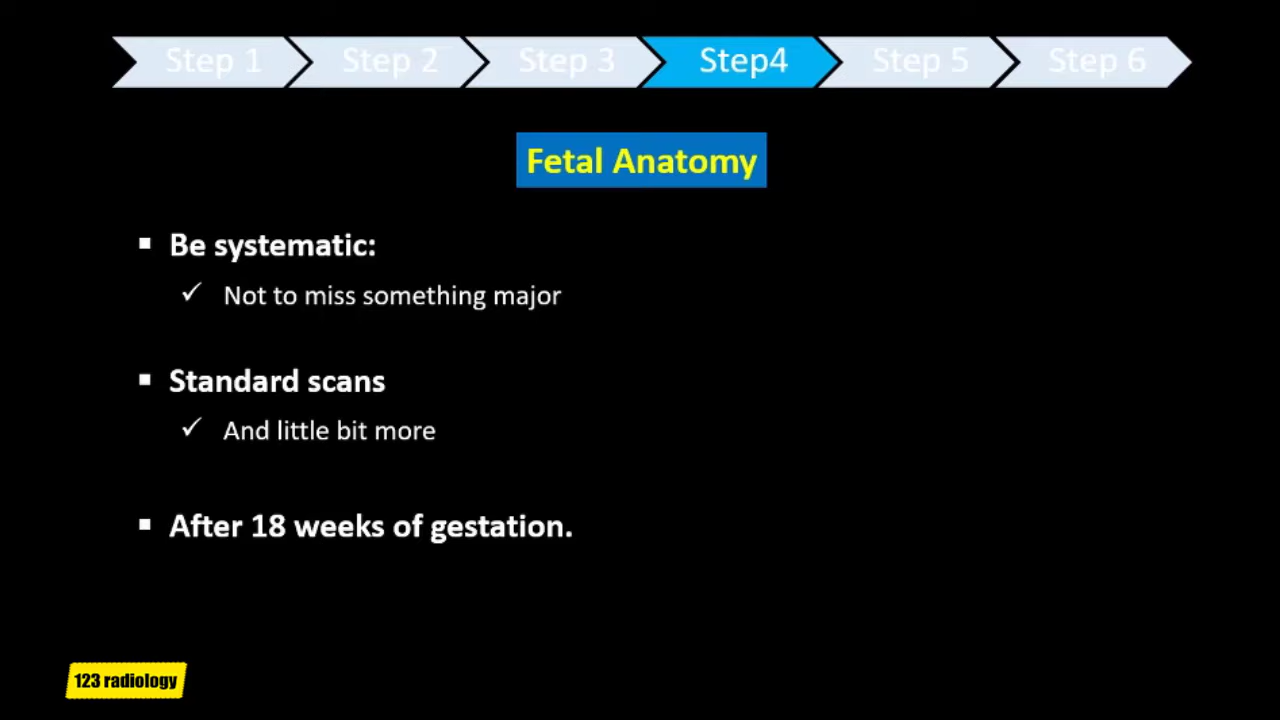 Step 1 Step 2 Step 3 Step4 Step 5 Step 6
Fetal Anatomy
▪ Be systematic:
✓ Not to miss something major
▪ Standard scans
✓ And little bit more
▪ After 18 weeks of gestation.
123 radiology